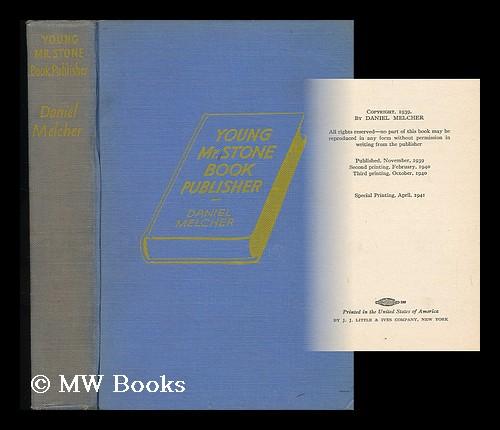 YOUNG
MR. STONE
Book Publisher
Daniel
Melcher
YOUNG
Mr. STONE
BOOK
PUBLISHER
DANIEL
MELCHER
Copyright, 1939,
By DANIEL MELCHER
All rights reserved—no part of this book may be
reproduced in any form without permission in
writing from the publisher
Published, November, 1939
Second printing, February, 1940
Third printing, October, 1940
Special Printing, April, 1941
Printed in the United States of America
BY J. J. LITTLE & IVES COMPANY, NEW YORK
© MW Books